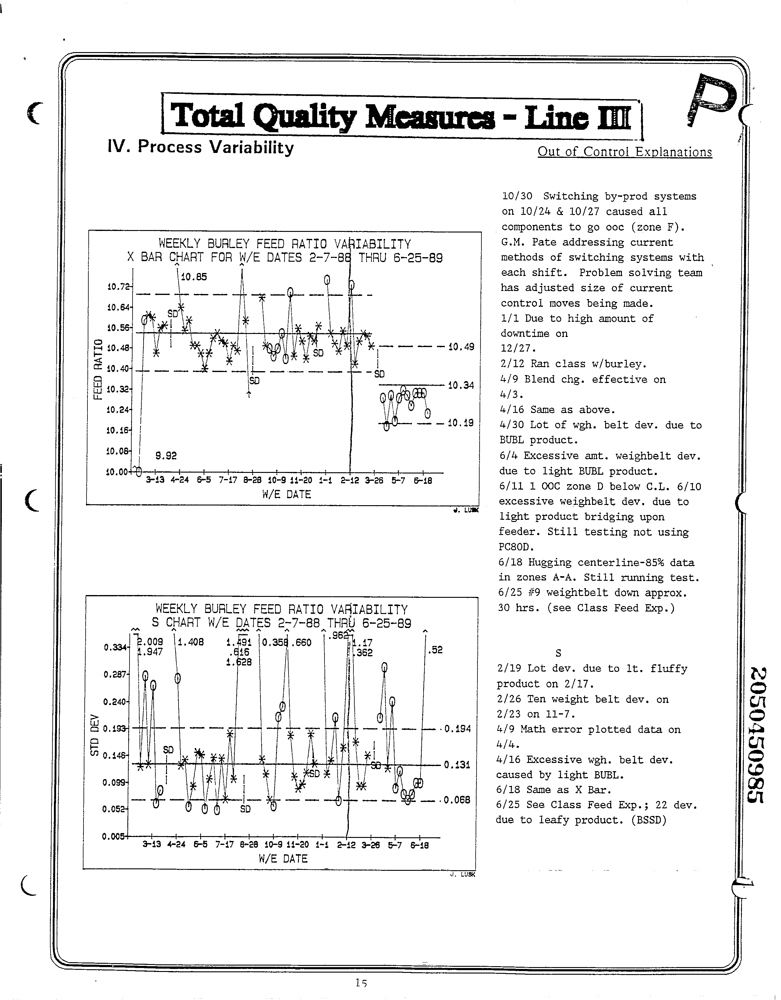 P
Total Quality Measures - Line III
IV. Process Variability
Out of Control Explanations
WEEKLY BURLEY FEED RATIO VARIABILITY
X BAR CHART FOR W/E DATES 2-7-88 THRU 6-25-89
10.85
10.72
10.64
10.56
10.48
10.40
10.32
10.24
10.16
10.08
10.00
FEED RATIO
SD
SD
SD
SD
10.49
10.34
10.19
9.92
3-13 4-24 6-5 7-17 8-28 10-9 11-20 1-1 2-12 3-26 5-7 6-18
W/E DATE
J. LUSK
WEEKLY BURLEY FEED RATIO VARIABILITY
S CHART W/E DATES 2-7-88 THRU 6-25-89
2.009 1.408 1.491 0.358 .660 .962 1.17 .52
1.947 .616 .362
1.628
0.334
0.287
0.240
0.193
0.146
0.099
0.052
0.005
STD DEV
SD
SD
SD
SD
0.194
0.131
0.068
3-13 4-24 6-5 7-17 8-28 10-9 11-20 1-1 2-12 3-26 5-7 6-18
W/E DATE
J. LUSK
10/30 Switching by-prod systems
on 10/24 & 10/27 caused all
components to go ooc (zone F).
G.M. Pate addressing current
methods of switching systems with
each shift. Problem solving team
has adjusted size of current
control moves being made.
1/1 Due to high amount of
downtime on
12/27.
2/12 Ran class w/burley.
4/9 Blend chg. effective on
4/3.
4/16 Same as above.
4/30 Lot of wgh. belt dev. due to
BUBL product.
6/4 Excessive amt. weighbelt dev.
due to light BUBL product.
6/11 1 OOC zone D below C.L. 6/10
excessive weighbelt dev. due to
light product bridging upon
feeder. Still testing not using
PC80D.
6/18 Hugging centerline-85% data
in zones A-A. Still running test.
6/25 #9 weightbelt down approx.
30 hrs. (see Class Feed Exp.)
S
2/19 Lot dev. due to lt. fluffy
product on 2/17.
2/26 Ten weight belt dev. on
2/23 on 11-7.
4/9 Math error plotted data on
4/4.
4/16 Excessive wgh. belt dev.
caused by light BUBL.
6/18 Same as X Bar.
6/25 See Class Feed Exp.; 22 dev.
due to leafy product. (BSSD)
2050450985
15